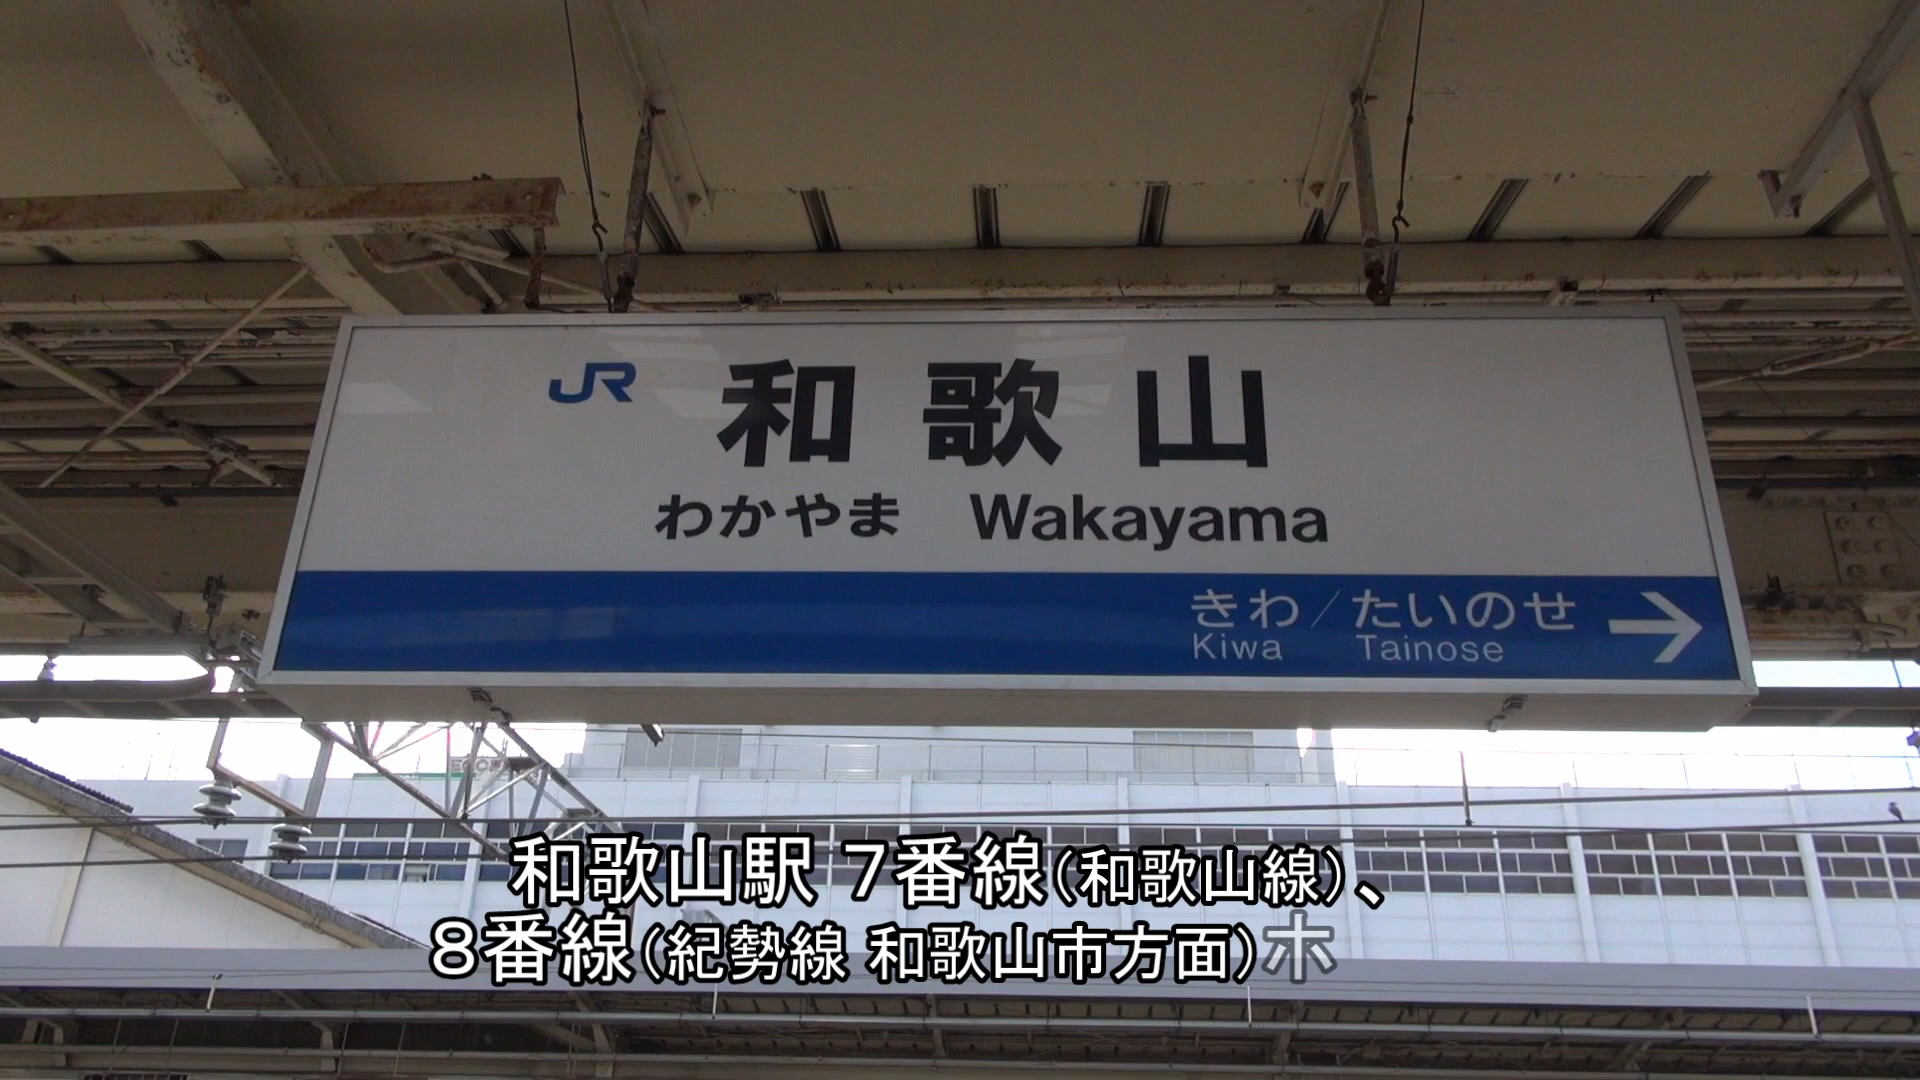 JR 和歌山
わかやま Wakayama
きわ／たいのせ →
Kiwa Tainose
和歌山駅 7番線（和歌山線）、
8番線（紀勢線 和歌山市方面）ホ